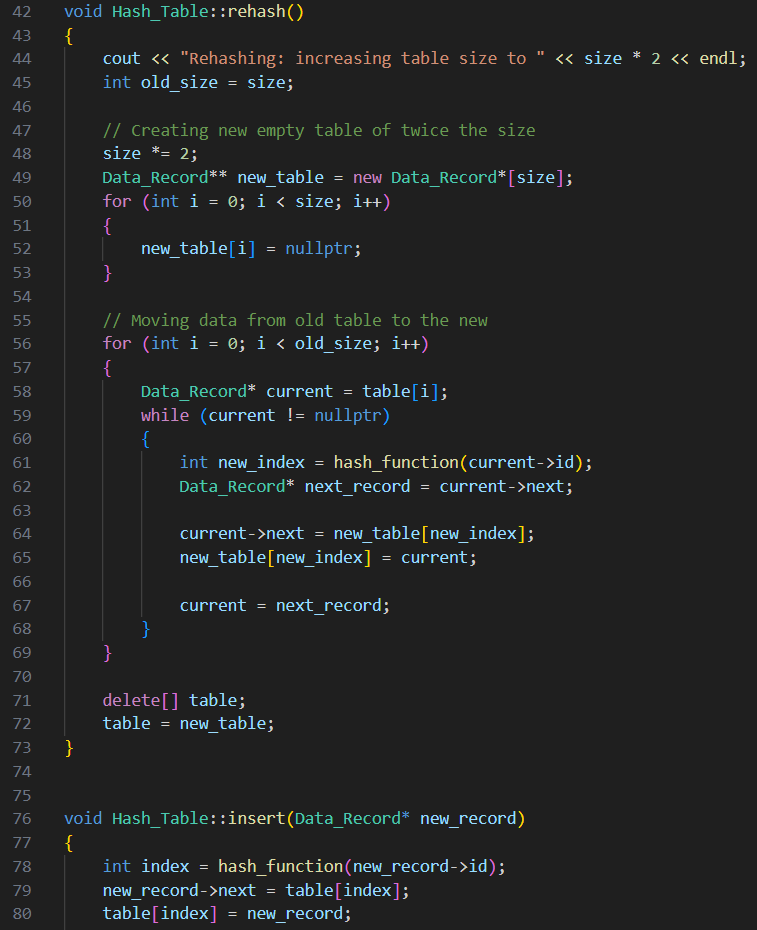 42 void Hash_Table::rehash()
43 {
44     cout << "Rehashing: increasing table size to " << size * 2 << endl;
45     int old_size = size;
46
47     // Creating new empty table of twice the size
48     size *= 2;
49     Data_Record** new_table = new Data_Record*[size];
50     for (int i = 0; i < size; i++)
51     {
52         new_table[i] = nullptr;
53     }
54
55     // Moving data from old table to the new
56     for (int i = 0; i < old_size; i++)
57     {
58         Data_Record* current = table[i];
59         while (current != nullptr)
60         {
61             int new_index = hash_function(current->id);
62             Data_Record* next_record = current->next;
63
64             current->next = new_table[new_index];
65             new_table[new_index] = current;
66
67             current = next_record;
68         }
69     }
70
71     delete[] table;
72     table = new_table;
73 }
74
75
76 void Hash_Table::insert(Data_Record* new_record)
77 {
78     int index = hash_function(new_record->id);
79     new_record->next = table[index];
80     table[index] = new_record;